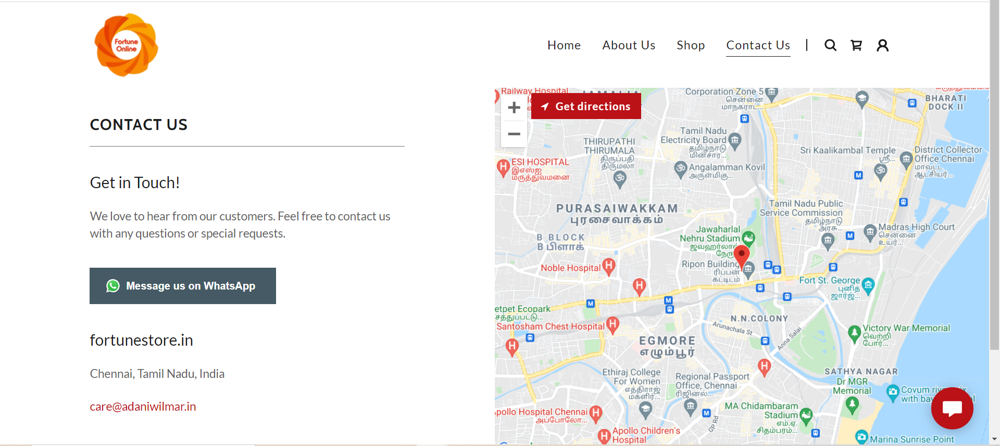 Fortune
Online
Home
About Us
Shop
Contact Us
CONTACT US
Get in Touch!
We love to hear from our customers. Feel free to contact us
with any questions or special requests.
Message us on WhatsApp
fortunestore.in
Chennai, Tamil Nadu, India
care@adaniwilmar.in
Railway Hospital
Get directions
Corporation Zone 5
சென்னை
மாநகராட்...
BHARATI
DOCK II
Tamil Nadu
Electricity Board
தமிழ்நாடு
மின்சார...
THIRUPATHI
THIRUMALA
திருப்பதி
திருமலா
Sri Kaalikambal Temple
ஸ்ரீ...
District Collector
Office Chennai
மாவட்ட
ஆட்சியர்...
ESI HOSPITAL
இஎஸ்ஐ
மருத்துவமனை
Angalamman Kovil
அருள்மிகு...
PURASAIWAKKAM
புரசைவாக்கம்
Tamil Nadu Public
Service Commission
தமிழ்நாடு
அரசு...
Jawaharlal
Nehru Stadium
ஜவஹர்லால்
நேரு
Madras High Court
சென்னை
உயர்...
B BLOCK
B பிளாக்
Noble Hospital
Ripon Building
ரிப்பன்
கட்டிடம்
Fort St. George
புனித
ஜார்ஜ்...
etpet Ecopark
சத்துப்பட்டு...
Santosham Chest Hospital
N.N.COLONY
Arunachala St
Anna Salai
Victory War Memorial
வெற்றி
போர்...
EGMORE
எழும்பூர்
Ethiraj College
For Women
எத்திராஜ்
மகளிர்...
Regional Passport
Office, Chennai
ரிஜினல்...
SATHYA NAGAR
Dr MGR
Memorial
Covum riv
with bay
MA Chidambaram
Stadium
எம்.ஏ.
சிதம்பரம்...
GP Rd
pollo Hospital Chennai
அப்போலோ...
Apollo Children's
Hospital
Marina Sunrise Point